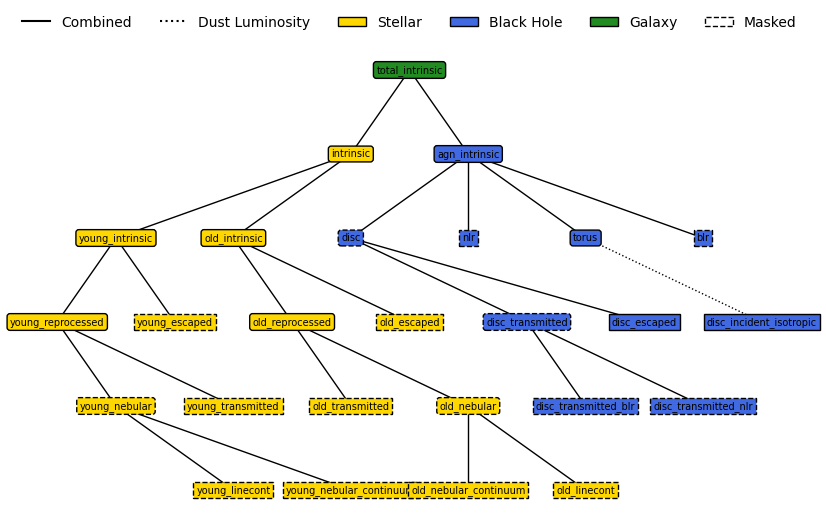 Combined Dust Luminosity Stellar Black Hole Galaxy Masked
total_intrinsic
intrinsic agn_intrinsic
young_intrinsic old_intrinsic disc nlr torus blr
young_reprocessed young_escaped old_reprocessed old_escaped disc_transmitted disc_escaped disc_incident_isotropic
young_nebular young_transmitted old_transmitted old_nebular disc_transmitted_blr disc_transmitted_nlr
young_linecont young_nebular_continuum old_nebular_continuum old_linecont